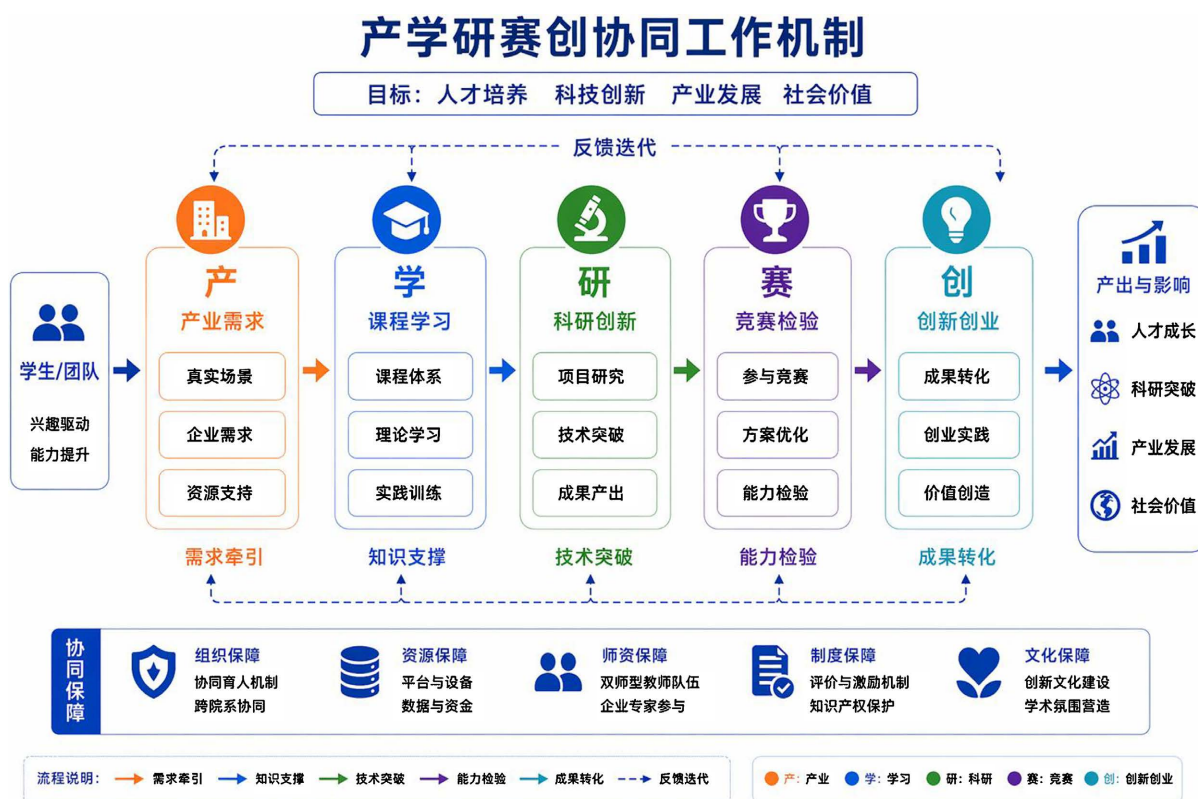 产学研赛创协同工作机制
目标：人才培养 科技创新 产业发展 社会价值
反馈迭代
学生/团队
兴趣驱动
能力提升
产
产业需求
真实场景
企业需求
资源支持
需求牵引
学
课程学习
课程体系
理论学习
实践训练
知识支撑
研
科研创新
项目研究
技术突破
成果产出
技术突破
赛
竞赛检验
参与竞赛
方案优化
能力检验
能力检验
创
创新创业
成果转化
创业实践
价值创造
成果转化
产出与影响
人才成长
科研突破
产业发展
社会价值
协同保障
组织保障
协同育人机制
跨院系协同
资源保障
平台与设备
数据与资金
师资保障
双师型教师队伍
企业专家参与
制度保障
评价与激励机制
知识产权保护
文化保障
创新文化建设
学术氛围营造
流程说明： 需求牵引 知识支撑 技术突破 能力检验 成果转化 反馈迭代
产：产业 学：学习 研：科研 赛：竞赛 创：创新创业